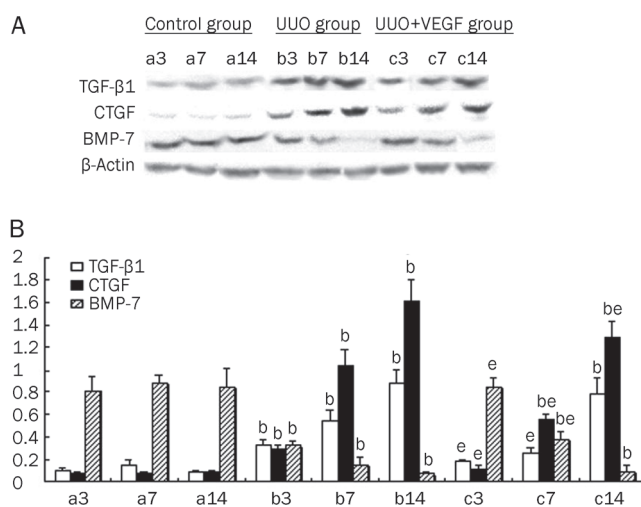 A
Control group UUO group UUO+VEGF group
a3 a7 a14 b3 b7 b14 c3 c7 c14
TGF-β1
CTGF
BMP-7
β-Actin
B
2
1.8
1.6
1.4
1.2
1
0.8
0.6
0.4
0.2
0
TGF-β1
CTGF
BMP-7
b b b
b b b
b b b
e e e
e be be
b be b
a3 a7 a14 b3 b7 b14 c3 c7 c14